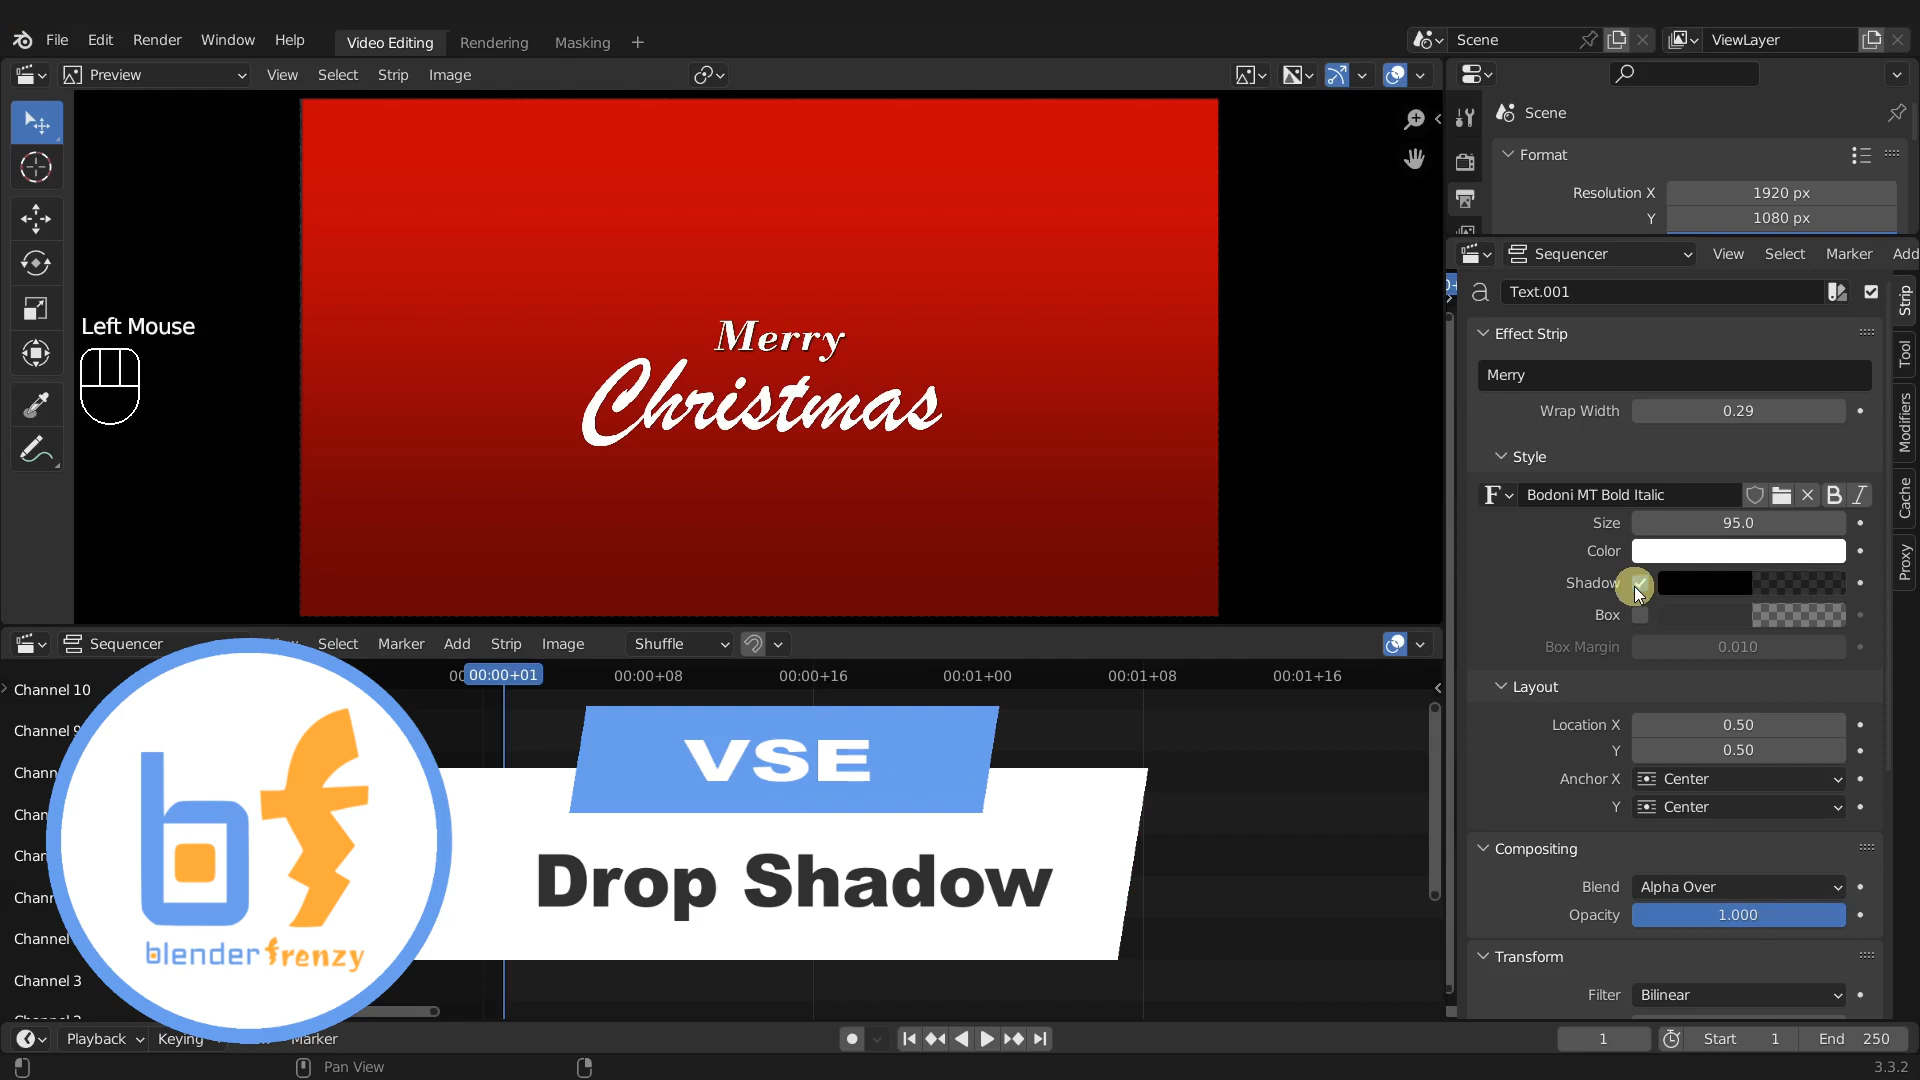 File Edit Render Window Help Video Editing Rendering Masking + Scene ViewLayer
Preview View Select Strip Image
Scene
Format
Resolution X 1920 px
Y 1080 px
Sequencer View Select Marker Add
Text.001
Strip
Tool
Modifiers
Cache
Proxy
Effect Strip
Merry
Wrap Width 0.29
Style
F Bodoni MT Bold Italic B I
Size 95.0
Color
Shadow
Box
Box Margin 0.010
Layout
Location X 0.50
Y 0.50
Anchor X Center
Y Center
Compositing
Blend Alpha Over
Opacity 1.000
Transform
Filter Bilinear
Left Mouse
Merry
Christmas
Sequencer Select Marker Add Strip Image Shuffle
00:00+01 00:00+08 00:00+16 00:01+00 00:01+08 00:01+16
Channel 10
Channel 9
Channel 3
VSE
Drop Shadow
bf
blender frenzy
Playback Keying Marker 1 Start 1 End 250
Pan View 3.3.2